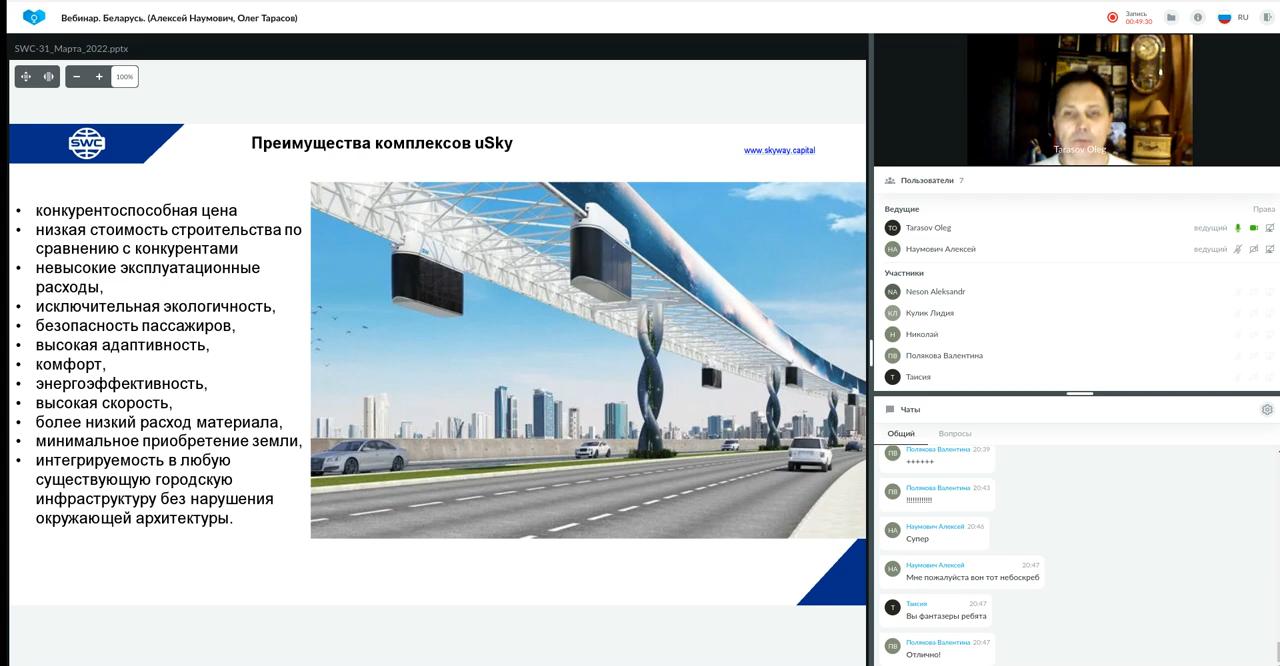 Вебинар. Беларусь. (Алексей Наумович, Олег Тарасов)
Запись
00:49:30
RU
SWC-31_Марта_2022.pptx
100%
SWC
Преимущества комплексов uSky
www.skyway.capital
• конкурентоспособная цена
• низкая стоимость строительства по
сравнению с конкурентами
• невысокие эксплуатационные
расходы,
• исключительная экологичность,
• безопасность пассажиров,
• высокая адаптивность,
• комфорт,
• энергоэффективность,
• высокая скорость,
• более низкий расход материала,
• минимальное приобретение земли,
• интегрируемость в любую
существующую городскую
инфраструктуру без нарушения
окружающей архитектуры.
Tarasov Oleg
Пользователи 7
Ведущие Права
TO Tarasov Oleg ведущий
НА Наумович Алексей ведущий
Участники
NA Neson Aleksandr
КЛ Кулик Лидия
Н Николай
ПВ Полякова Валентина
Т Таисия
Чаты
Общий Вопросы
ПВ Полякова Валентина 20:39
++++++
ПВ Полякова Валентина 20:43
!!!!!!!!!!!!
НА Наумович Алексей 20:46
Супер
НА Наумович Алексей 20:47
Мне пожалуйста вон тот небоскреб
Т Таисия 20:47
Вы фантазеры ребята
ПВ Полякова Валентина 20:47
Отлично!